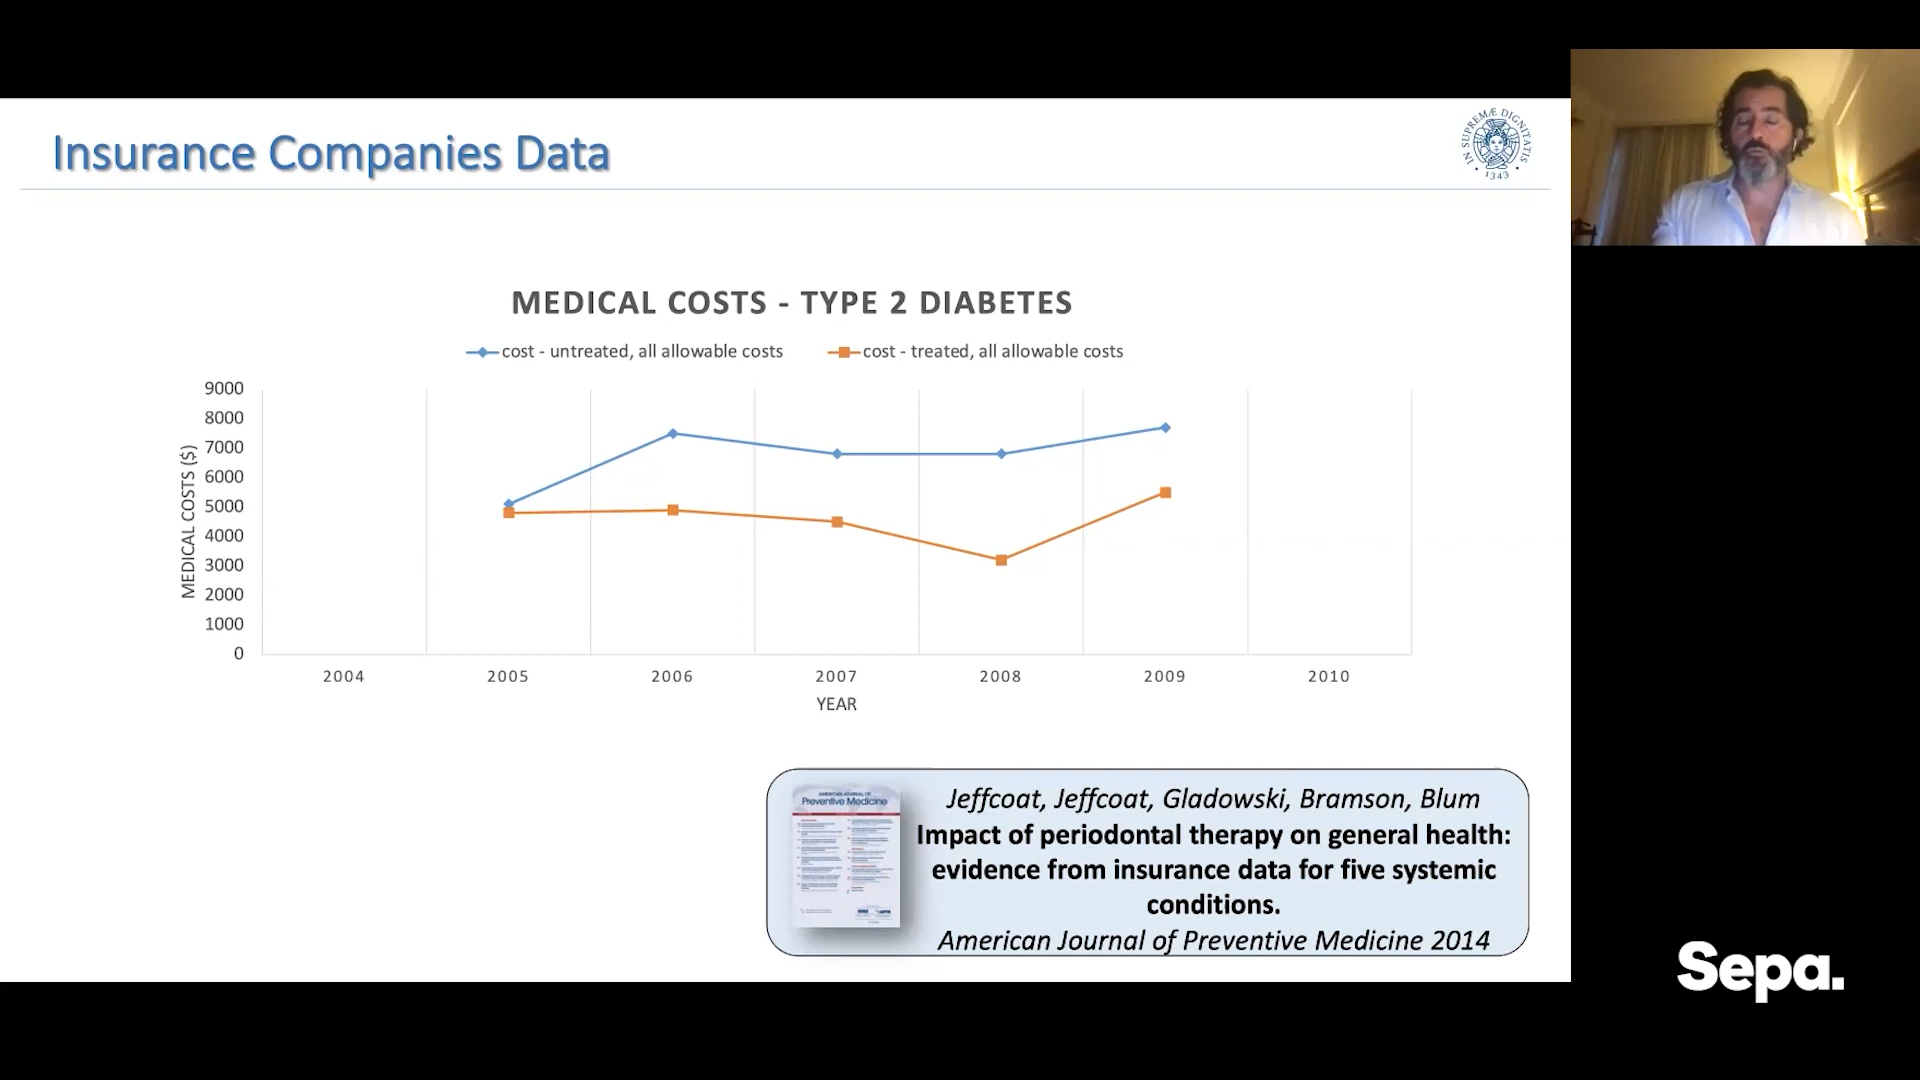 Insurance Companies Data
IN SUPREMÆ DIGNITATIS
• 1343 •
MEDICAL COSTS - TYPE 2 DIABETES
cost - untreated, all allowable costs
cost - treated, all allowable costs
9000
8000
7000
6000
5000
4000
3000
2000
1000
0
MEDICAL COSTS ($)
2004 2005 2006 2007 2008 2009 2010
YEAR
AMERICAN JOURNAL OF
Preventive Medicine
Jeffcoat, Jeffcoat, Gladowski, Bramson, Blum
Impact of periodontal therapy on general health:
evidence from insurance data for five systemic
conditions.
American Journal of Preventive Medicine 2014
Sepa.